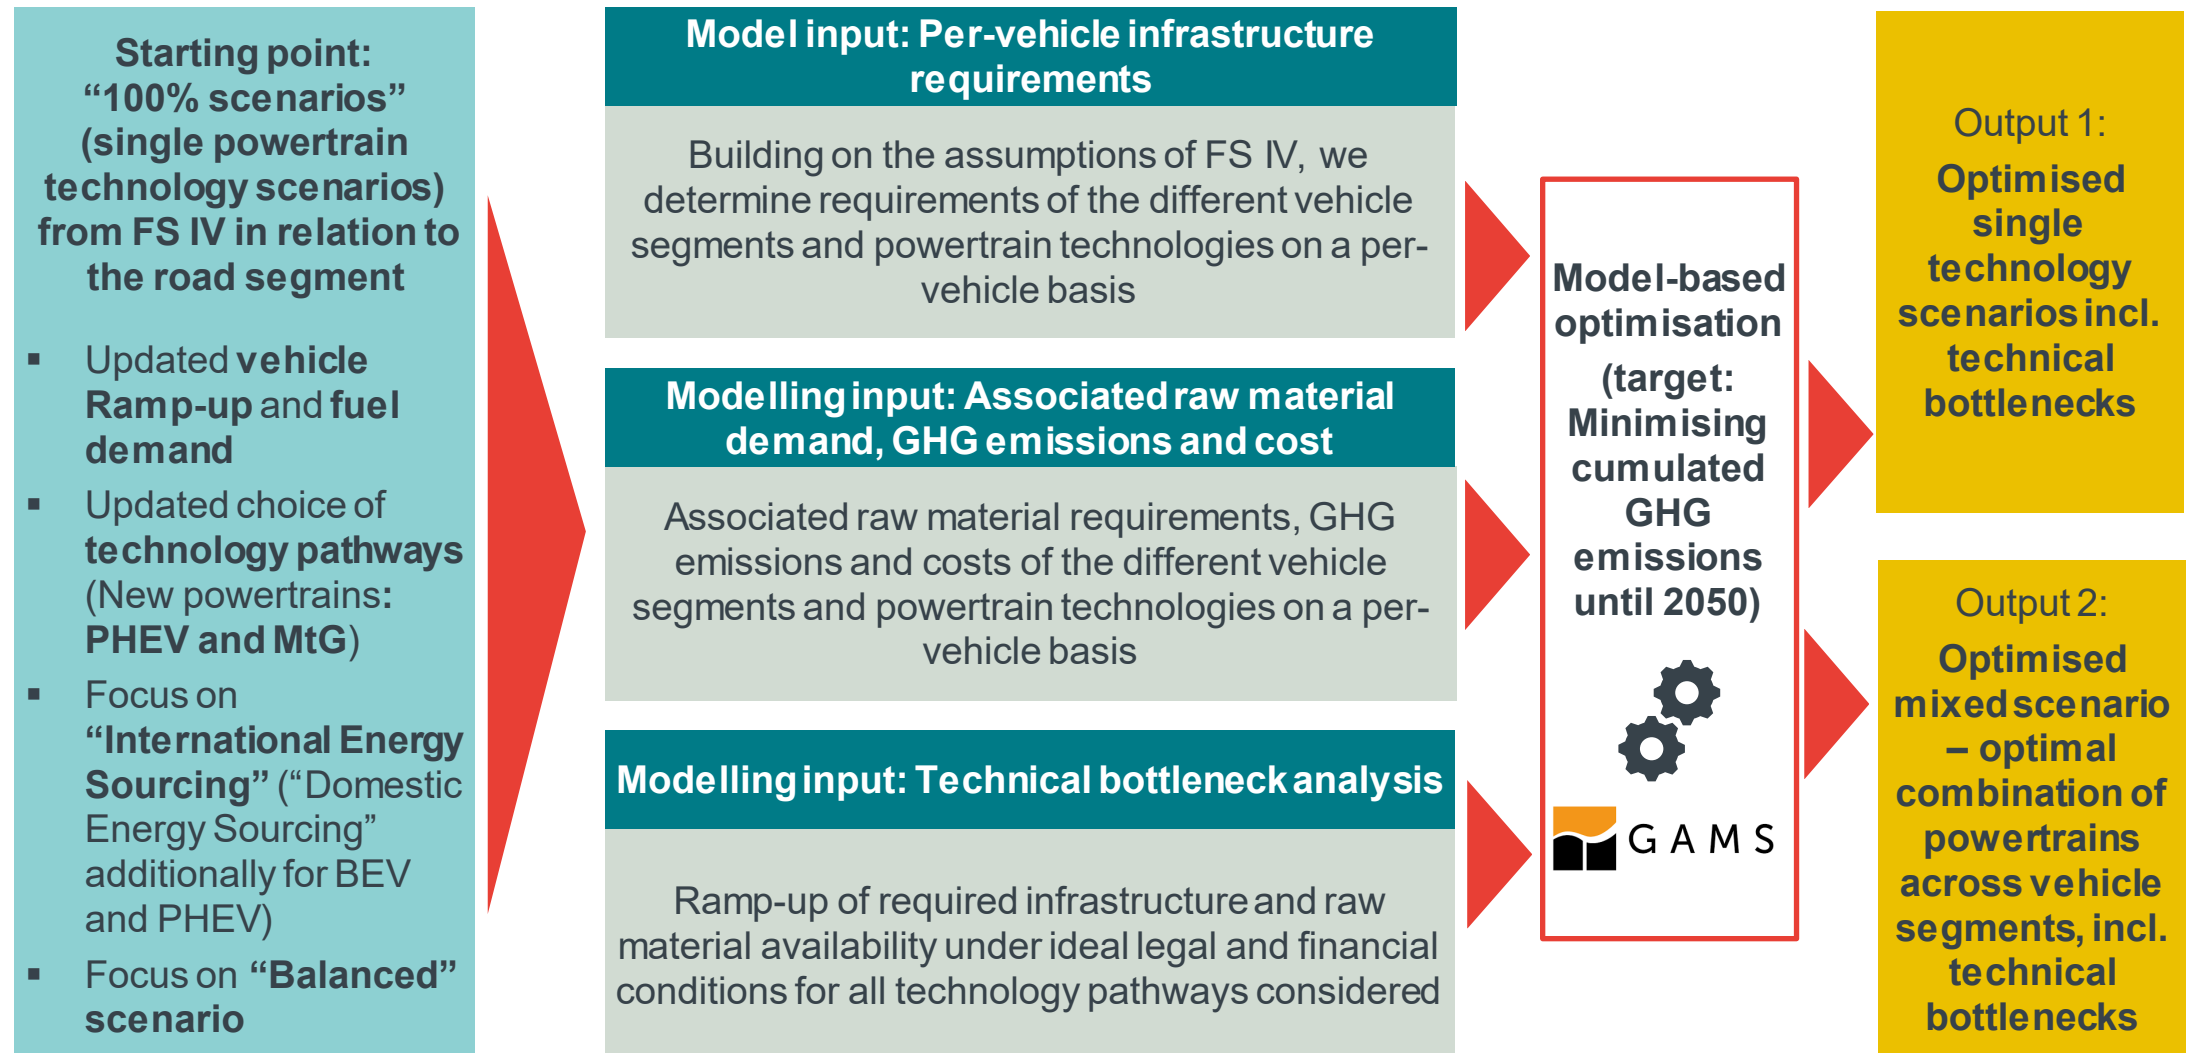 Starting point:
“100% scenarios”
(single powertrain
technology scenarios)
from FS IV in relation to
the road segment
▪ Updated vehicle
Ramp-up and fuel
demand
▪ Updated choice of
technology pathways
(New powertrains:
PHEV and MtG)
▪ Focus on
“International Energy
Sourcing” (“Domestic
Energy Sourcing”
additionally for BEV
and PHEV)
▪ Focus on “Balanced”
scenario
Model input: Per-vehicle infrastructure
requirements
Building on the assumptions of FS IV, we
determine requirements of the different vehicle
segments and powertrain technologies on a per-
vehicle basis
Modelling input: Associated raw material
demand, GHG emissions and cost
Associated raw material requirements, GHG
emissions and costs of the different vehicle
segments and powertrain technologies on a per-
vehicle basis
Modelling input: Technical bottleneck analysis
Ramp-up of required infrastructure and raw
material availability under ideal legal and financial
conditions for all technology pathways considered
Model-based
optimisation
(target:
Minimising
cumulated
GHG
emissions
until 2050)
GAMS
Output 1:
Optimised
single
technology
scenarios incl.
technical
bottlenecks
Output 2:
Optimised
mixed scenario
– optimal
combination of
powertrains
across vehicle
segments, incl.
technical
bottlenecks